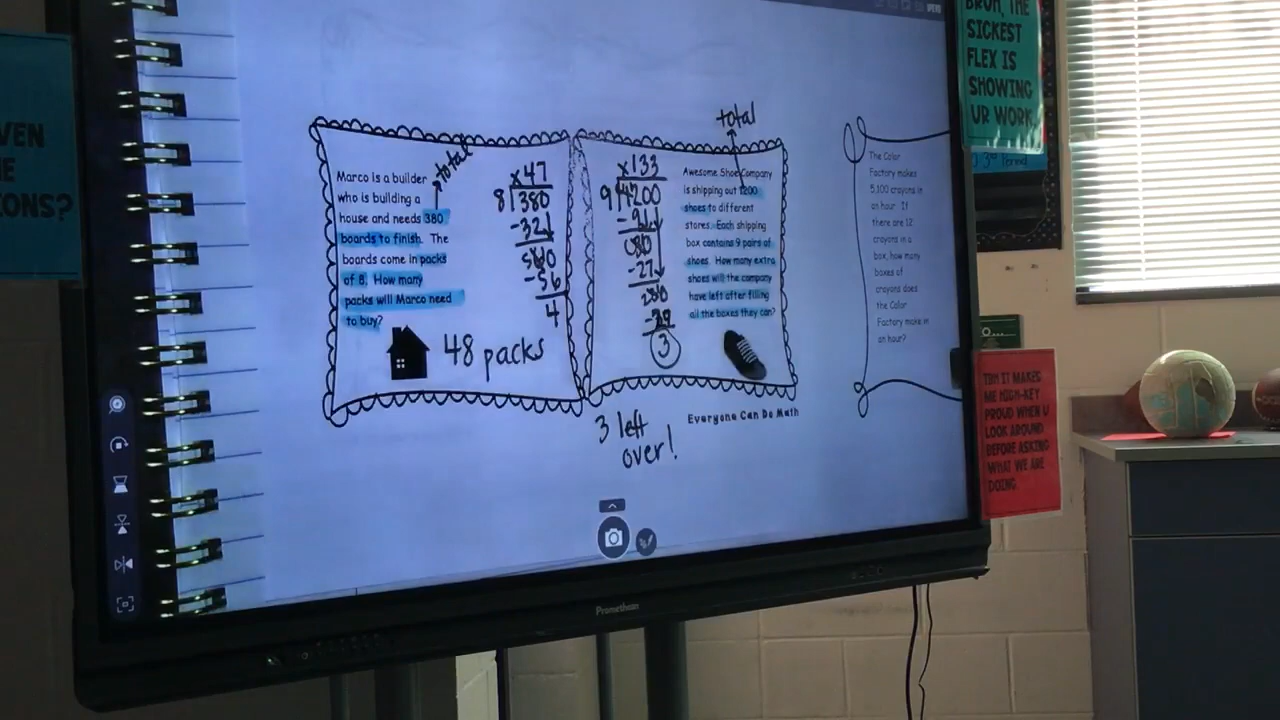 VEN
E
ONS?
Marco is a builder
who is building a
house and needs 380
boards to finish. The
boards come in packs
of 8. How many
packs will Marco need
to buy?
total
x47
8 380
-32
60
-56
4
48 packs
x133
9
-27
3
total
Awesome Shoe Company
is shipping out 1200
shoes to different
stores. Each shipping
box contains 9 pairs of
shoes. How many extra
shoes will the company
have left after filling
all the boxes they can?
3 left
over!
Everyone Can Do Math
The Color
Factory makes
5,100 crayons in
an hour. If
there are 12
crayons in a
box, how many
boxes of
crayons does
the Color
Factory make in
an hour?
Promethean
BRUH, THE
SICKEST
FLEX IS
SHOWING
UR WORK
3rd Period
TBH IT MAKES
ME HIGH-KEY
PROUD WHEN U
LOOK AROUND
BEFORE ASKING
WHAT WE ARE
DOING